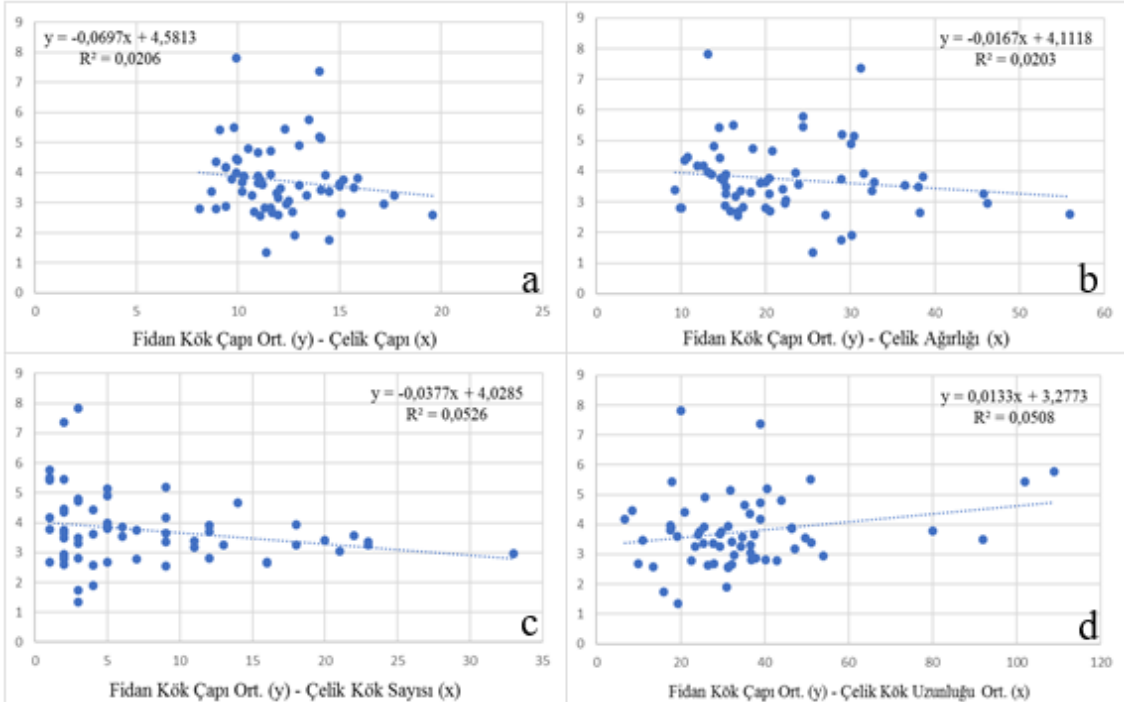 9
8
7
6
5
4
3
2
1
0
y = -0,0697x + 4,5813
R² = 0,0206
a
0 5 10 15 20 25
Fidan Kök Çapı Ort. (y) - Çelik Çapı (x)
9
8
7
6
5
4
3
2
1
0
y = -0,0167x + 4,1118
R² = 0,0203
b
0 10 20 30 40 50 60
Fidan Kök Çapı Ort. (y) - Çelik Ağırlığı (x)
9
8
7
6
5
4
3
2
1
0
y = -0,0377x + 4,0285
R² = 0,0526
c
0 5 10 15 20 25 30 35
Fidan Kök Çapı Ort. (y) - Çelik Kök Sayısı (x)
9
8
7
6
5
4
3
2
1
0
y = 0,0133x + 3,2773
R² = 0,0508
d
0 20 40 60 80 100 120
Fidan Kök Çapı Ort. (y) - Çelik Kök Uzunluğu Ort. (x)